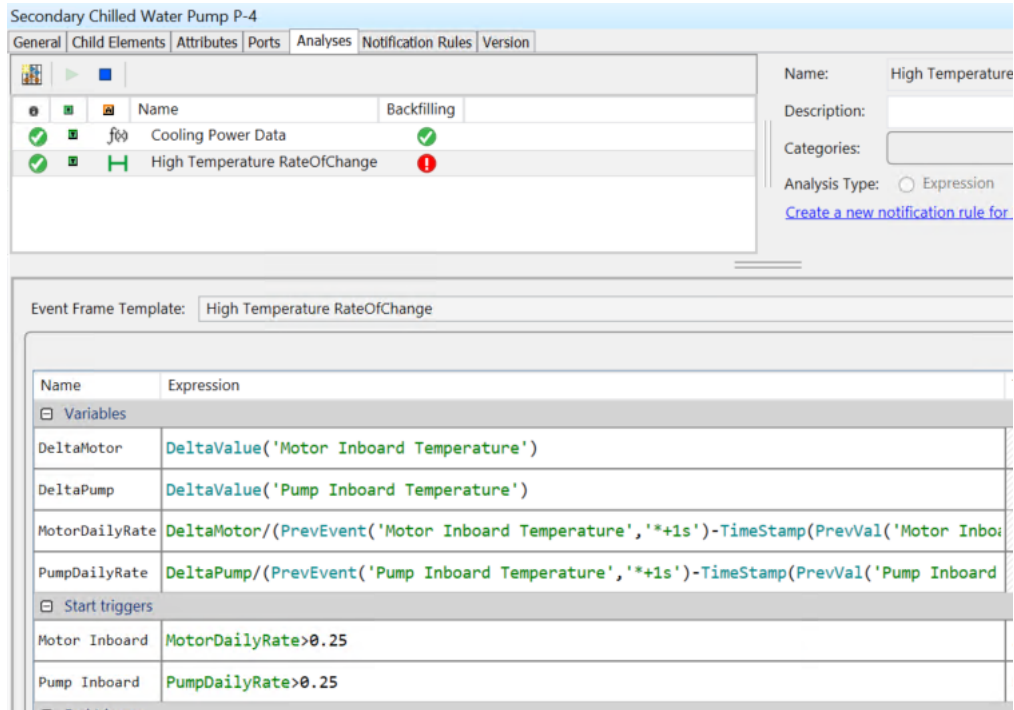 Secondary Chilled Water Pump P-4
General Child Elements Attributes Ports Analyses Notification Rules Version
Name Backfilling
f(x) Cooling Power Data
High Temperature RateOfChange
Name: High Temperature
Description:
Categories:
Analysis Type: Expression
Create a new notification rule for
Event Frame Template: High Temperature RateOfChange
Name Expression
Variables
DeltaMotor DeltaValue('Motor Inboard Temperature')
DeltaPump DeltaValue('Pump Inboard Temperature')
MotorDailyRate DeltaMotor/(PrevEvent('Motor Inboard Temperature','*+1s')-TimeStamp(PrevVal('Motor
PumpDailyRate DeltaPump/(PrevEvent('Pump Inboard Temperature','*+1s')-TimeStamp(PrevVal('Pump Inboard
Start triggers
Motor Inboard MotorDailyRate>0.25
Pump Inboard PumpDailyRate>0.25